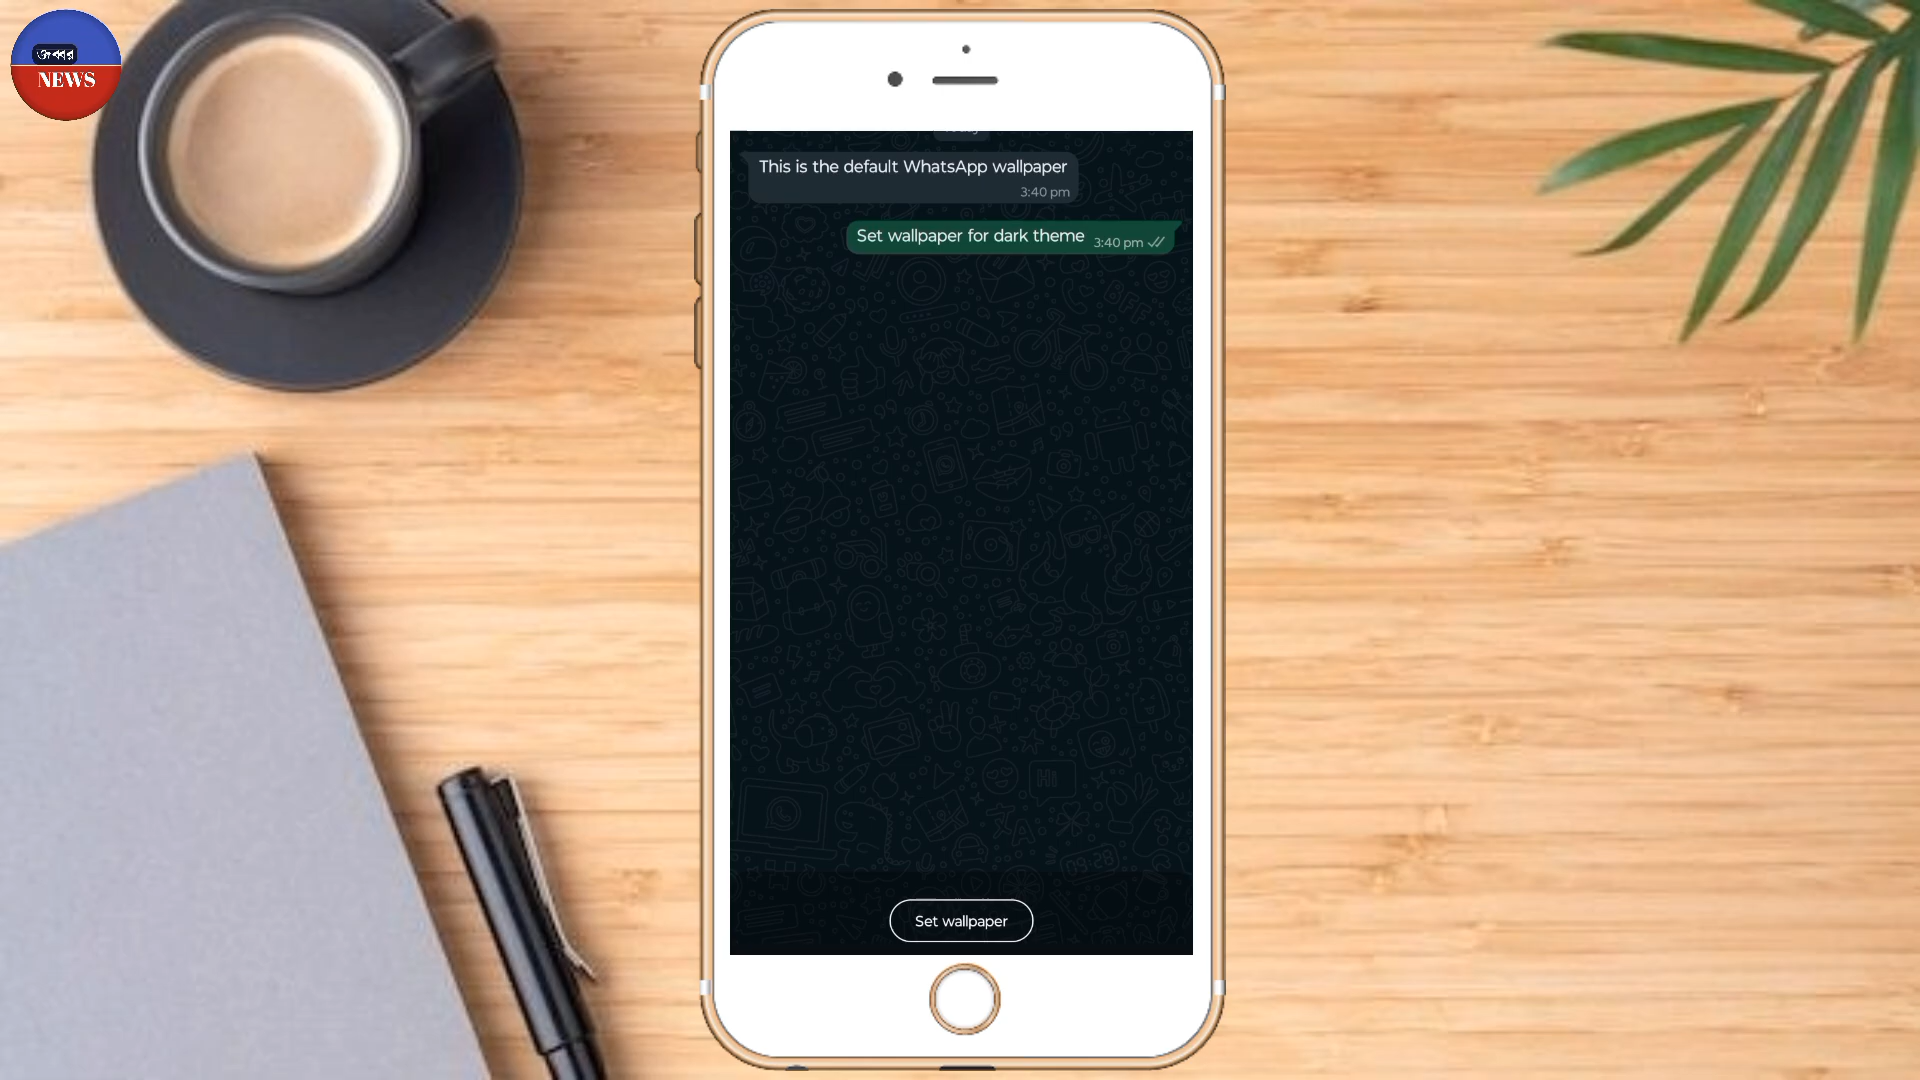 NEWS
This is the default WhatsApp wallpaper
3:40 pm
Set wallpaper for dark theme 3:40 pm
Set wallpaper